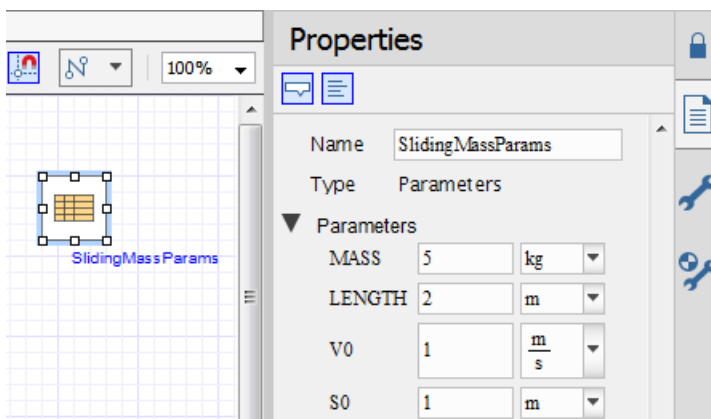 Properties
100%
Name SlidingMassParams
Type Parameters
SlidingMassParams
Parameters
MASS 5 kg
LENGTH 2 m
V0 1 m/s
S0 1 m